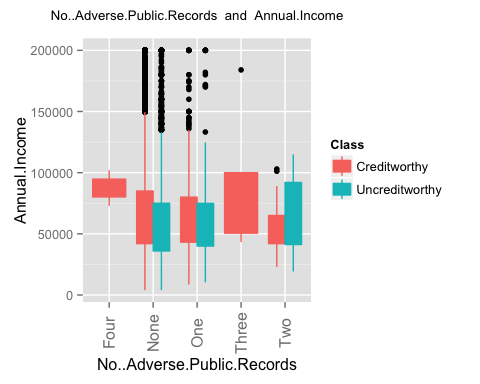 No..Adverse.Public.Records and Annual.Income
200000
150000
100000
50000
0
Annual.Income
Four
None
One
Three
Two
No..Adverse.Public.Records
Class
Creditworthy
Uncreditworthy